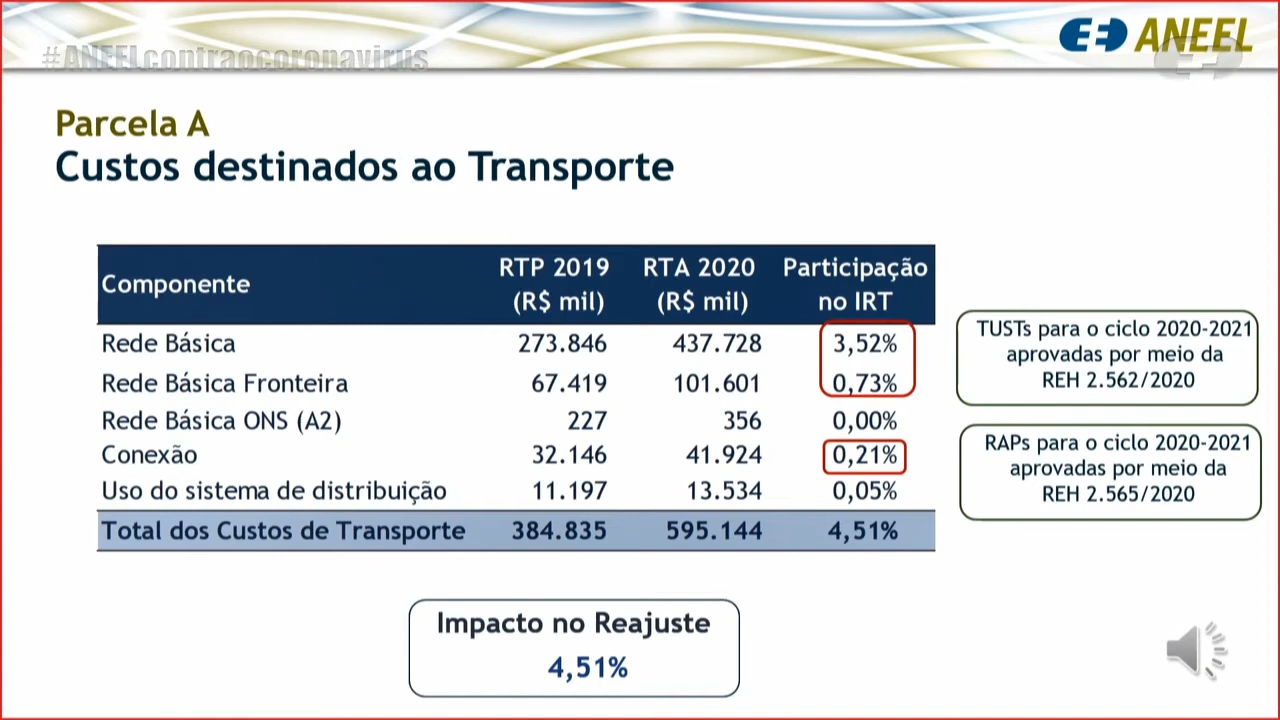 #ANEELcontraocoronavirus
ANEEL
Parcela A
Custos destinados ao Transporte
Componente RTP 2019 (R$ mil) RTA 2020 (R$ mil) Participação no IRT
Rede Básica 273.846 437.728 3,52%
Rede Básica Fronteira 67.419 101.601 0,73%
Rede Básica ONS (A2) 227 356 0,00%
Conexão 32.146 41.924 0,21%
Uso do sistema de distribuição 11.197 13.534 0,05%
Total dos Custos de Transporte 384.835 595.144 4,51%
TUSTs para o ciclo 2020-2021
aprovadas por meio da
REH 2.562/2020
RAPs para o ciclo 2020-2021
aprovadas por meio da
REH 2.565/2020
Impacto no Reajuste
4,51%